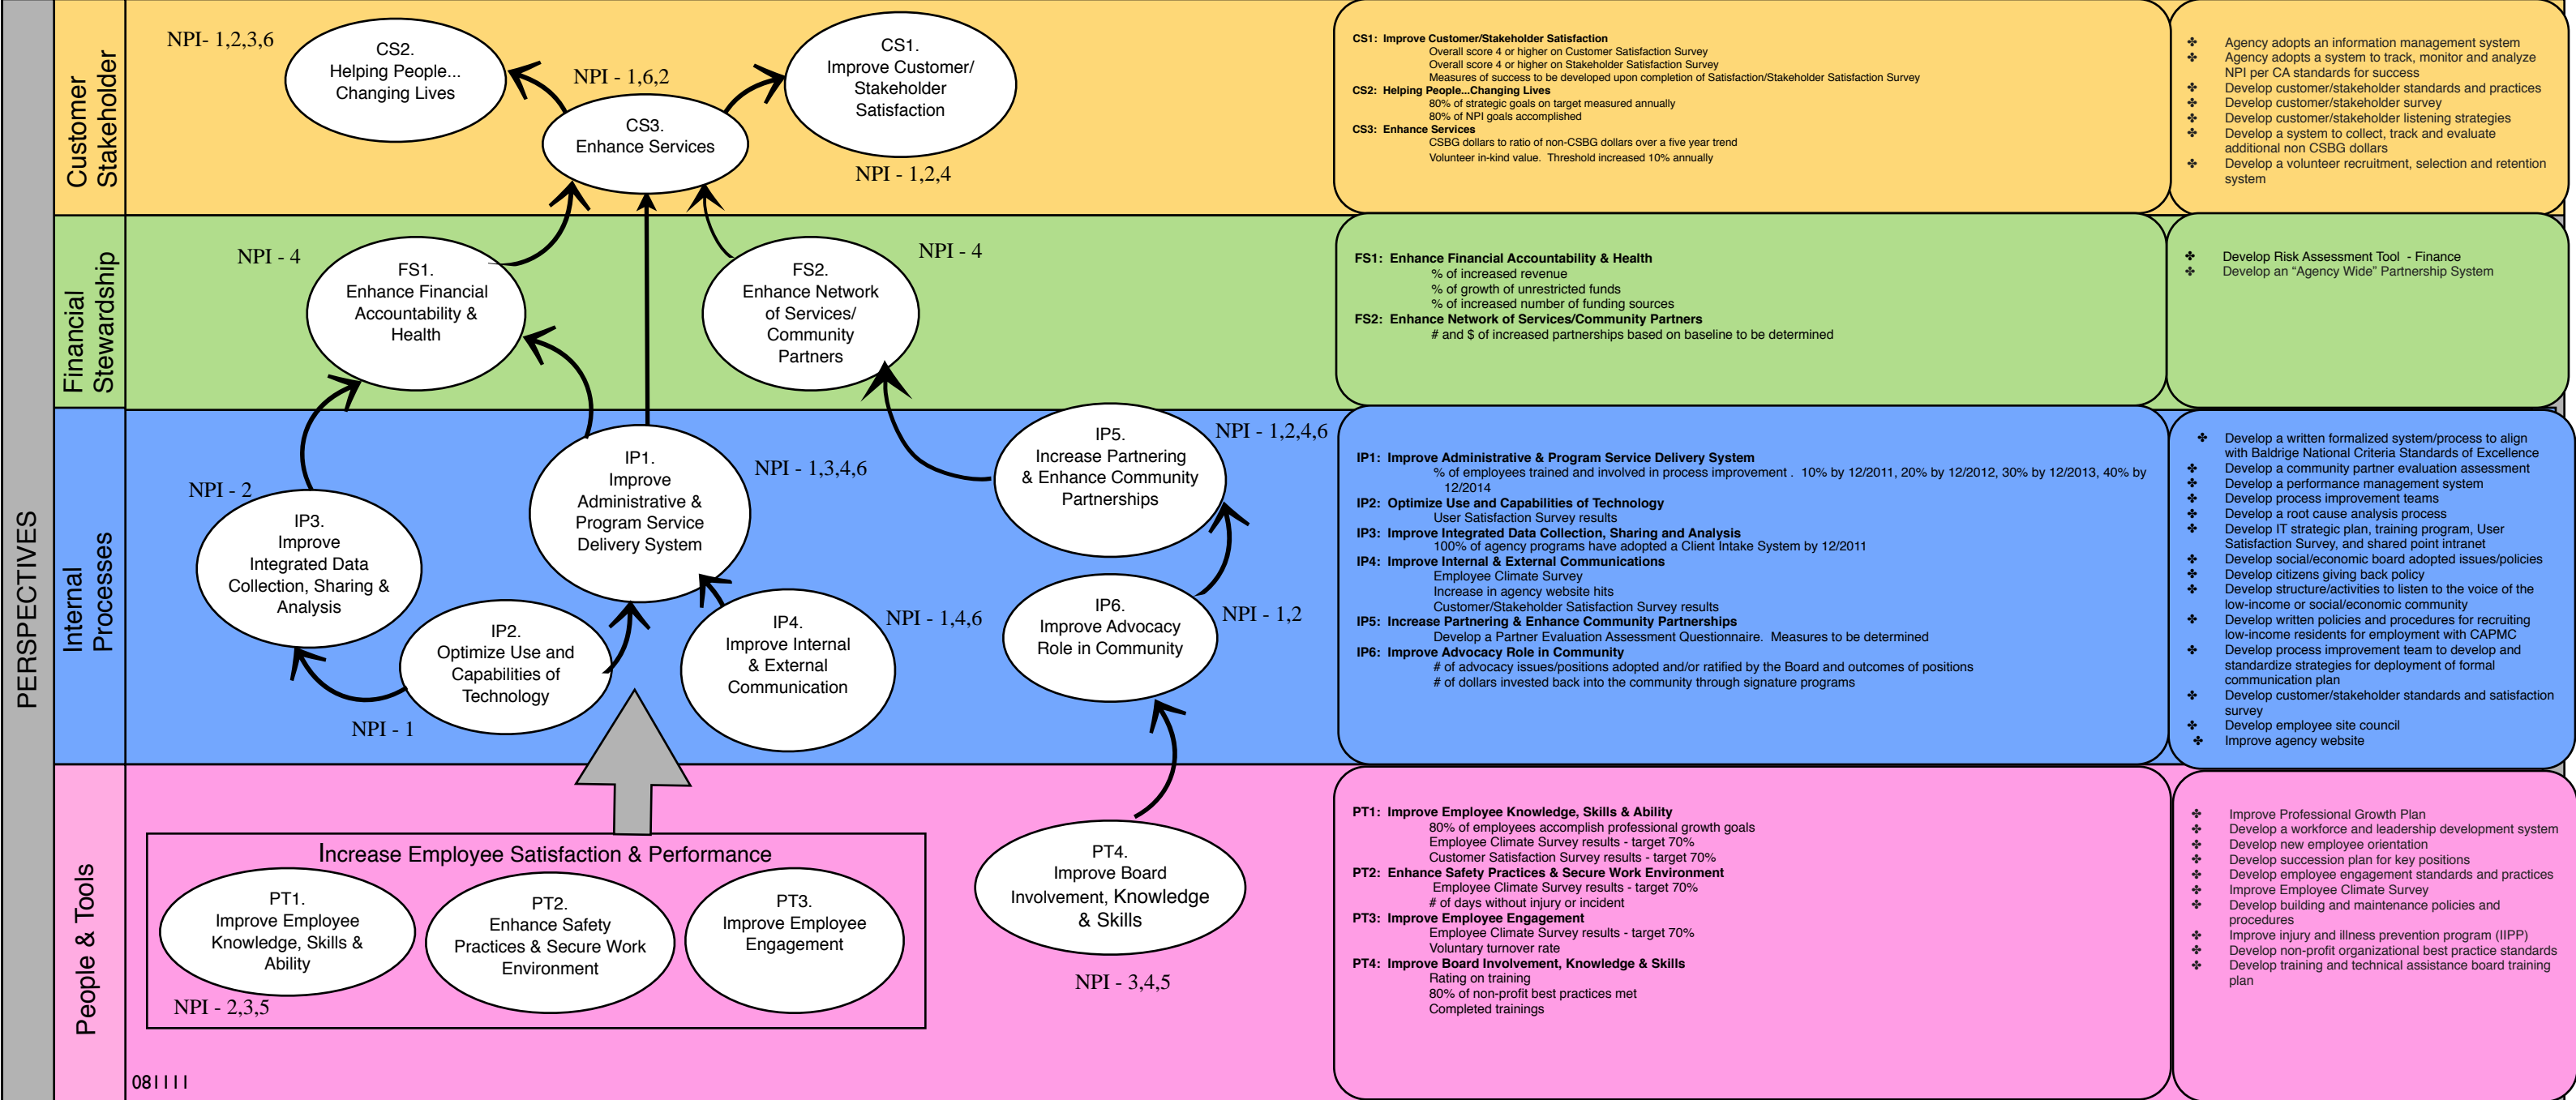 PERSPECTIVES
Customer
Stakeholder
NPI- 1,2,3,6
CS2.
Helping People...
Changing Lives
NPI - 1,6,2
CS1.
Improve Customer/
Stakeholder
Satisfaction
CS3.
Enhance Services
NPI - 1,2,4
CS1: Improve Customer/Stakeholder Satisfaction
Overall score 4 or higher on Customer Satisfaction Survey
Overall score 4 or higher on Stakeholder Satisfaction Survey
Measures of success to be developed upon completion of Satisfaction/Stakeholder Satisfaction Survey
CS2: Helping People...Changing Lives
80% of strategic goals on target measured annually
80% of NPI goals accomplished
CS3: Enhance Services
CSBG dollars to ratio of non-CSBG dollars over a five year trend
Volunteer in-kind value. Threshold increased 10% annually
✤ Agency adopts an information management system
✤ Agency adopts a system to track, monitor and analyze
NPI per CA standards for success
✤ Develop customer/stakeholder standards and practices
✤ Develop customer/stakeholder survey
✤ Develop customer/stakeholder listening strategies
✤ Develop a system to collect, track and evaluate
additional non CSBG dollars
✤ Develop a volunteer recruitment, selection and retention
system
Financial
Stewardship
NPI - 4
FS1.
Enhance Financial
Accountability &
Health
FS2.
Enhance Network
of Services/
Community
Partners
NPI - 4
FS1: Enhance Financial Accountability & Health
% of increased revenue
% of growth of unrestricted funds
% of increased number of funding sources
FS2: Enhance Network of Services/Community Partners
# and $ of increased partnerships based on baseline to be determined
✤ Develop Risk Assessment Tool - Finance
✤ Develop an “Agency Wide” Partnership System
Internal
Processes
NPI - 2
IP3.
Improve
Integrated Data
Collection, Sharing &
Analysis
IP1.
Improve
Administrative &
Program Service
Delivery System
NPI - 1,3,4,6
IP5.
Increase Partnering
& Enhance Community
Partnerships
NPI - 1,2,4,6
IP2.
Optimize Use and
Capabilities of
Technology
NPI - 1
IP4.
Improve Internal
& External
Communication
NPI - 1,4,6
IP6.
Improve Advocacy
Role in Community
NPI - 1,2
IP1: Improve Administrative & Program Service Delivery System
% of employees trained and involved in process improvement . 10% by 12/2011, 20% by 12/2012, 30% by 12/2013, 40% by
12/2014
IP2: Optimize Use and Capabilities of Technology
User Satisfaction Survey results
IP3: Improve Integrated Data Collection, Sharing and Analysis
100% of agency programs have adopted a Client Intake System by 12/2011
IP4: Improve Internal & External Communications
Employee Climate Survey
Increase in agency website hits
Customer/Stakeholder Satisfaction Survey results
IP5: Increase Partnering & Enhance Community Partnerships
Develop a Partner Evaluation Assessment Questionnaire. Measures to be determined
IP6: Improve Advocacy Role in Community
# of advocacy issues/positions adopted and/or ratified by the Board and outcomes of positions
# of dollars invested back into the community through signature programs
✤ Develop a written formalized system/process to align
with Baldrige National Criteria Standards of Excellence
✤ Develop a community partner evaluation assessment
✤ Develop a performance management system
✤ Develop process improvement teams
✤ Develop a root cause analysis process
✤ Develop IT strategic plan, training program, User
Satisfaction Survey, and shared point intranet
✤ Develop social/economic board adopted issues/policies
✤ Develop citizens giving back policy
✤ Develop structure/activities to listen to the voice of the
low-income or social/economic community
✤ Develop written policies and procedures for recruiting
low-income residents for employment with CAPMC
✤ Develop process improvement team to develop and
standardize strategies for deployment of formal
communication plan
✤ Develop customer/stakeholder standards and satisfaction
survey
✤ Develop employee site council
✤ Improve agency website
People & Tools
Increase Employee Satisfaction & Performance
PT1.
Improve Employee
Knowledge, Skills &
Ability
NPI - 2,3,5
PT2.
Enhance Safety
Practices & Secure Work
Environment
PT3.
Improve Employee
Engagement
PT4.
Improve Board
Involvement, Knowledge
& Skills
NPI - 3,4,5
081111
PT1: Improve Employee Knowledge, Skills & Ability
80% of employees accomplish professional growth goals
Employee Climate Survey results - target 70%
Customer Satisfaction Survey results - target 70%
PT2: Enhance Safety Practices & Secure Work Environment
Employee Climate Survey results - target 70%
# of days without injury or incident
PT3: Improve Employee Engagement
Employee Climate Survey results - target 70%
Voluntary turnover rate
PT4: Improve Board Involvement, Knowledge & Skills
Rating on training
80% of non-profit best practices met
Completed trainings
✤ Improve Professional Growth Plan
✤ Develop a workforce and leadership development system
✤ Develop new employee orientation
✤ Develop succession plan for key positions
✤ Develop employee engagement standards and practices
✤ Improve Employee Climate Survey
✤ Develop building and maintenance policies and
procedures
✤ Improve injury and illness prevention program (IIPP)
✤ Develop non-profit organizational best practice standards
✤ Develop training and technical assistance board training
plan